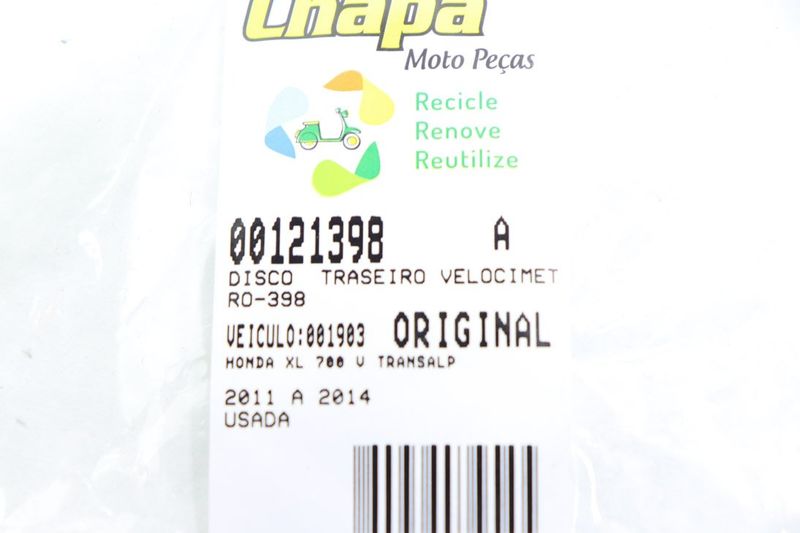 Chapa
Moto Peças
Recicle
Renove
Reutilize
00121398 A
DISCO TRASEIRO VELOCIMET
RO-398
VEICULO:001903 ORIGINAL
HONDA XL 700 V TRANSALP
2011 A 2014
USADA